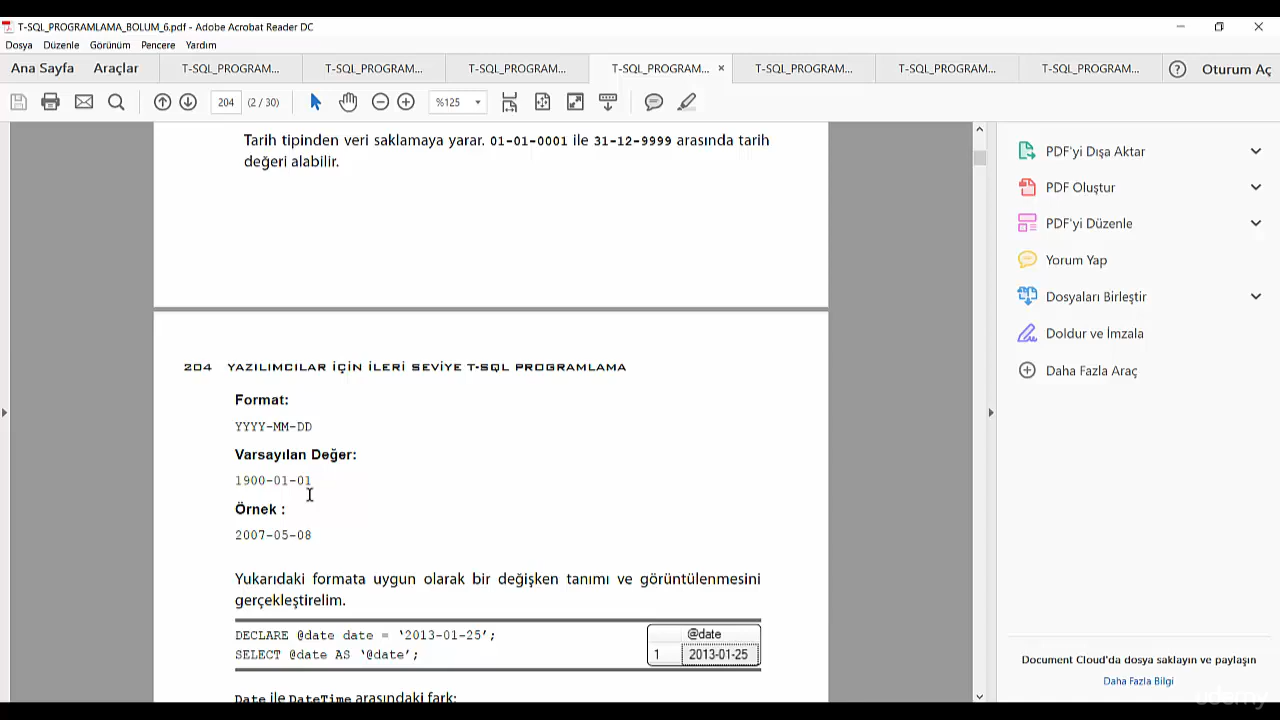 T-SQL_PROGRAMLAMA_BOLUM_6.pdf - Adobe Acrobat Reader DC
Dosya Düzenle Görünüm Pencere Yardım
Ana Sayfa Araçlar T-SQL_PROGRAM... T-SQL_PROGRAM... T-SQL_PROGRAM... T-SQL_PROGRAM... × T-SQL_PROGRAM... T-SQL_PROGRAM... T-SQL_PROGRAM... Oturum Aç
204 (2 / 30) %125
Tarih tipinden veri saklamaya yarar. 01-01-0001 ile 31-12-9999 arasında tarih
değeri alabilir.
204 YAZILIMCILAR İÇİN İLERİ SEVİYE T-SQL PROGRAMLAMA
Format:
YYYY-MM-DD
Varsayılan Değer:
1900-01-01
Örnek :
2007-05-08
Yukarıdaki formata uygun olarak bir değişken tanımı ve görüntülenmesini
gerçekleştirelim.
DECLARE @date date = ‘2013-01-25’;
SELECT @date AS ‘@date’;
@date
1 2013-01-25
Date ile DateTime arasındaki fark:
PDF'yi Dışa Aktar
PDF Oluştur
PDF'yi Düzenle
Yorum Yap
Dosyaları Birleştir
Doldur ve İmzala
Daha Fazla Araç
Document Cloud'da dosya saklayın ve paylaşın
Daha Fazla Bilgi
udemy